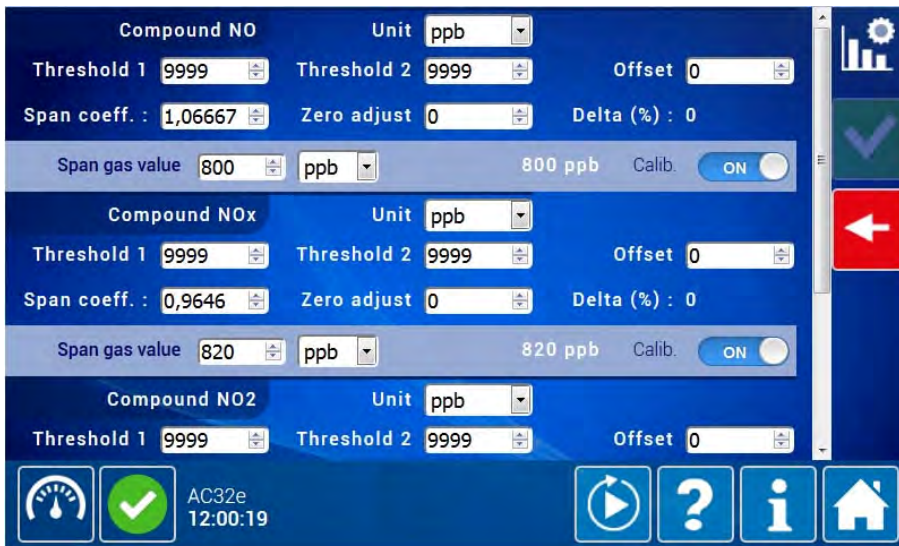 Compound NO Unit ppb
Threshold 1 9999 Threshold 2 9999 Offset 0
Span coeff. : 1,06667 Zero adjust 0 Delta (%) : 0
Span gas value 800 ppb 800 ppb Calib. ON
Compound NOx Unit ppb
Threshold 1 9999 Threshold 2 9999 Offset 0
Span coeff. : 0,9646 Zero adjust 0 Delta (%) : 0
Span gas value 820 ppb 820 ppb Calib. ON
Compound NO2 Unit ppb
Threshold 1 9999 Threshold 2 9999 Offset 0
AC32e
12:00:19